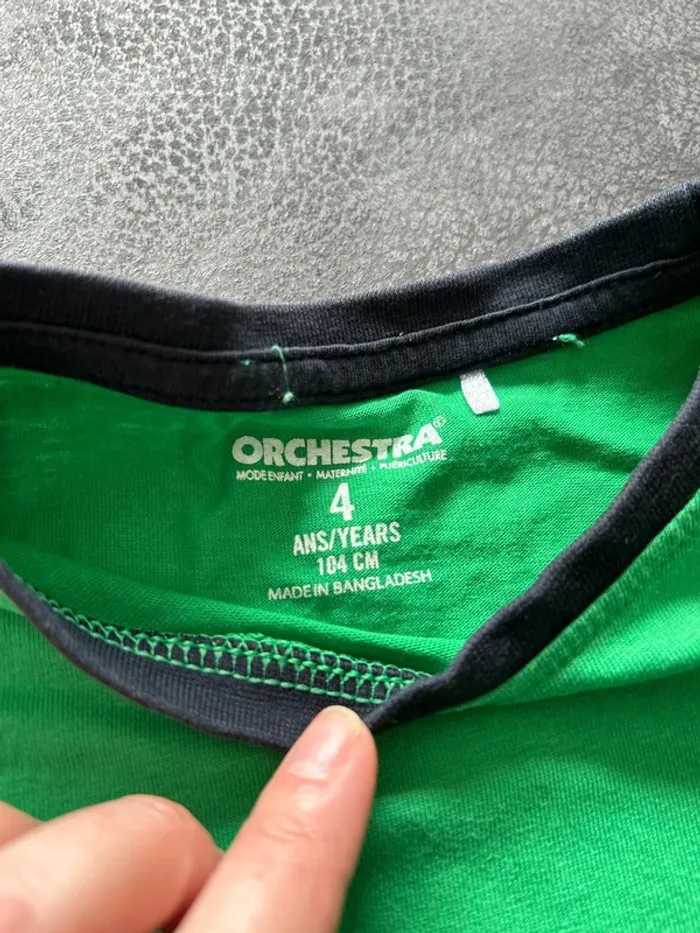 ORCHESTRA©
MODE ENFANT • MATERNITÉ • PUÉRICULTURE
4
ANS/YEARS
104 CM
MADE IN BANGLADESH